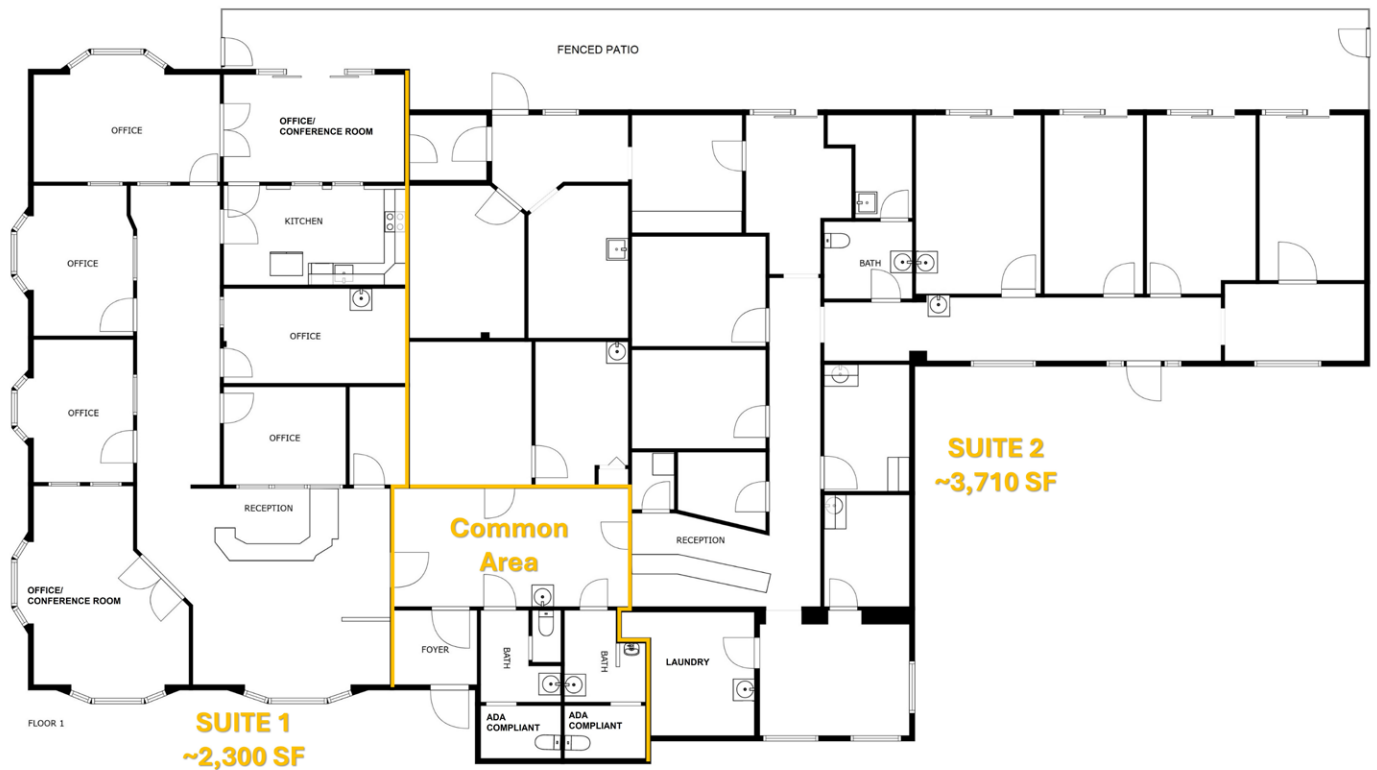 FENCED PATIO
OFFICE
OFFICE/
CONFERENCE ROOM
KITCHEN
OFFICE
BATH
OFFICE
OFFICE
OFFICE
SUITE 2
~3,710 SF
RECEPTION
Common
Area
RECEPTION
OFFICE/
CONFERENCE ROOM
FOYER
BATH
BATH
LAUNDRY
ADA
COMPLIANT
ADA
COMPLIANT
FLOOR 1
SUITE 1
~2,300 SF